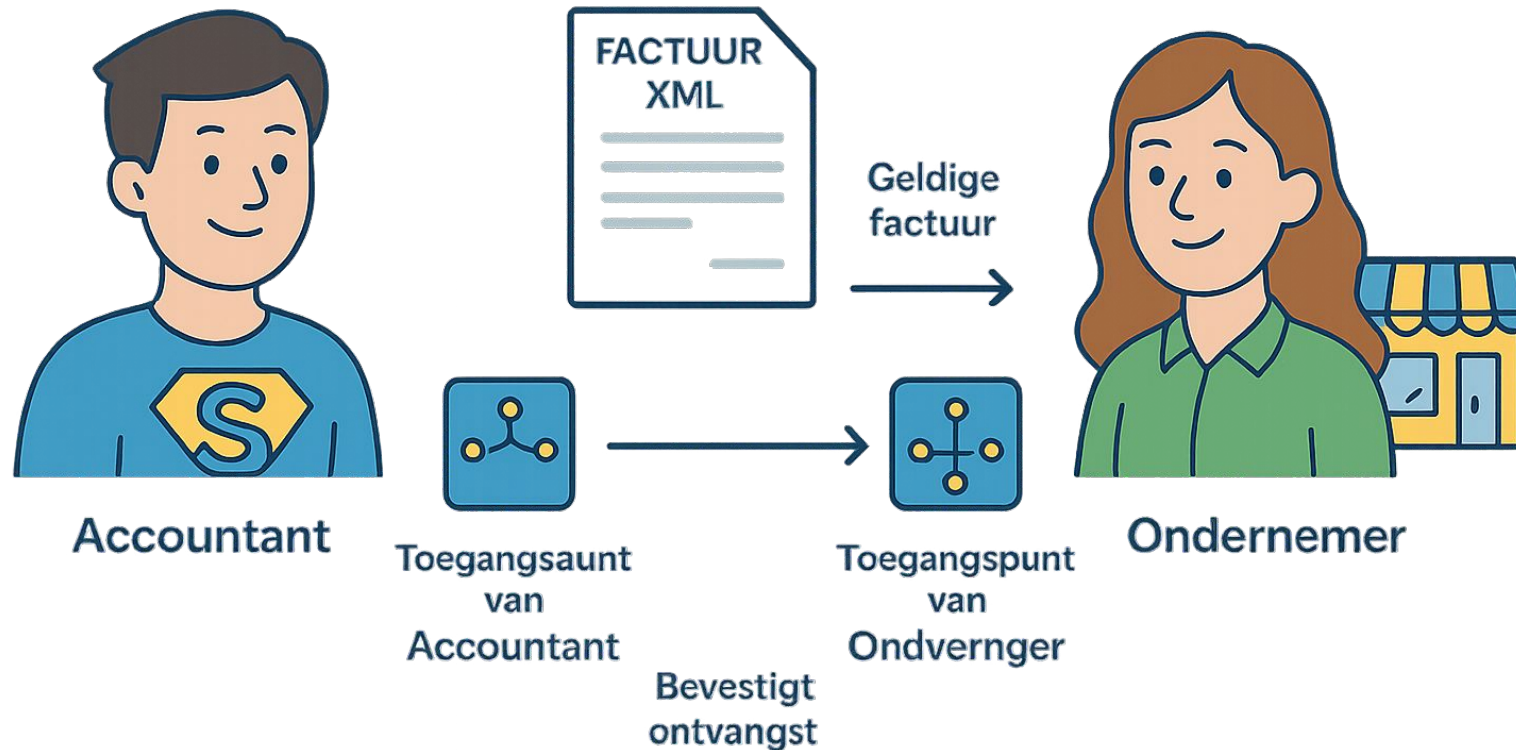 FACTUUR
XML
Geldige
factuur
S
Accountant
Toegangsaunt
van
Accountant
Toegangspunt
van
Ondvernger
Ondernemer
Bevestigt
ontvangst